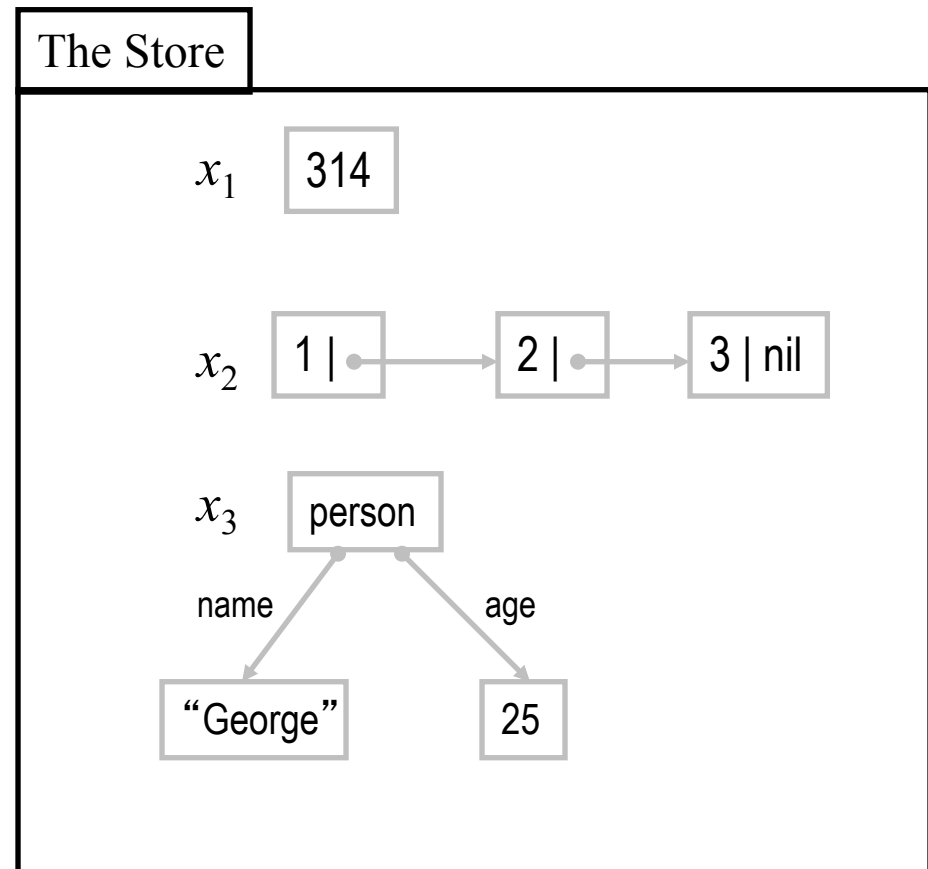 The Store
x₁ 314
x₂ 1 | 2 | 3 | nil
x₃ person
name age
“George” 25